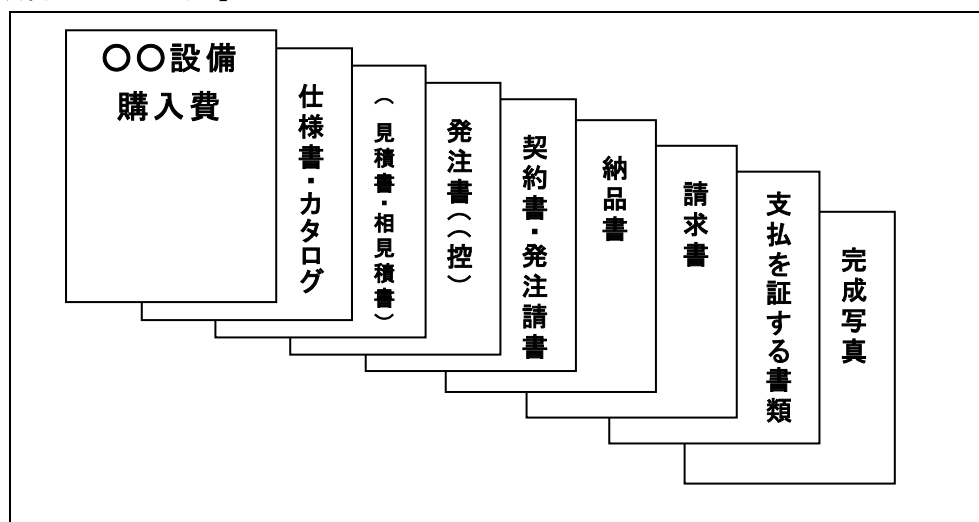 〇〇設備
購入費
仕様書・カタログ
（見積書・相見積書）
発注書（（控）
契約書・発注請書
納品書
請求書
支払を証する書類
完成写真